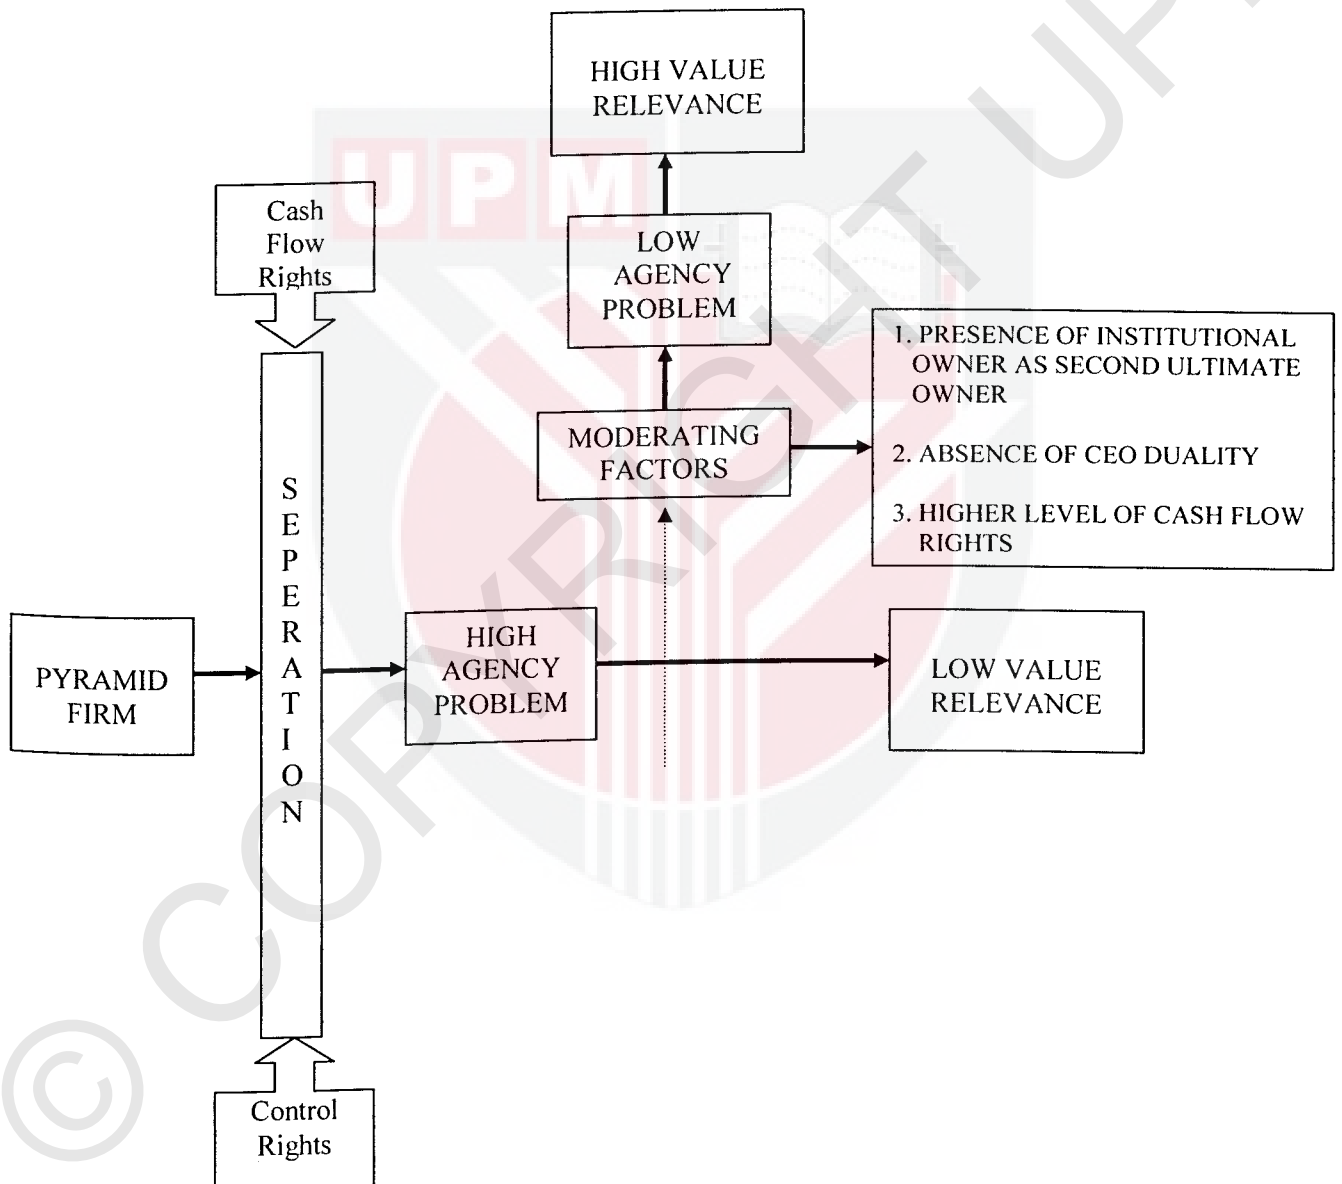 HIGH VALUE
RELEVANCE
UPM
Cash
Flow
Rights
LOW
AGENCY
PROBLEM
1. PRESENCE OF INSTITUTIONAL
OWNER AS SECOND ULTIMATE
OWNER
MODERATING
FACTORS
2. ABSENCE OF CEO DUALITY
3. HIGHER LEVEL OF CASH FLOW
RIGHTS
S
E
P
E
R
A
T
I
O
N
PYRAMID
FIRM
HIGH
AGENCY
PROBLEM
LOW VALUE
RELEVANCE
Control
Rights
© COPYRIGHT UP